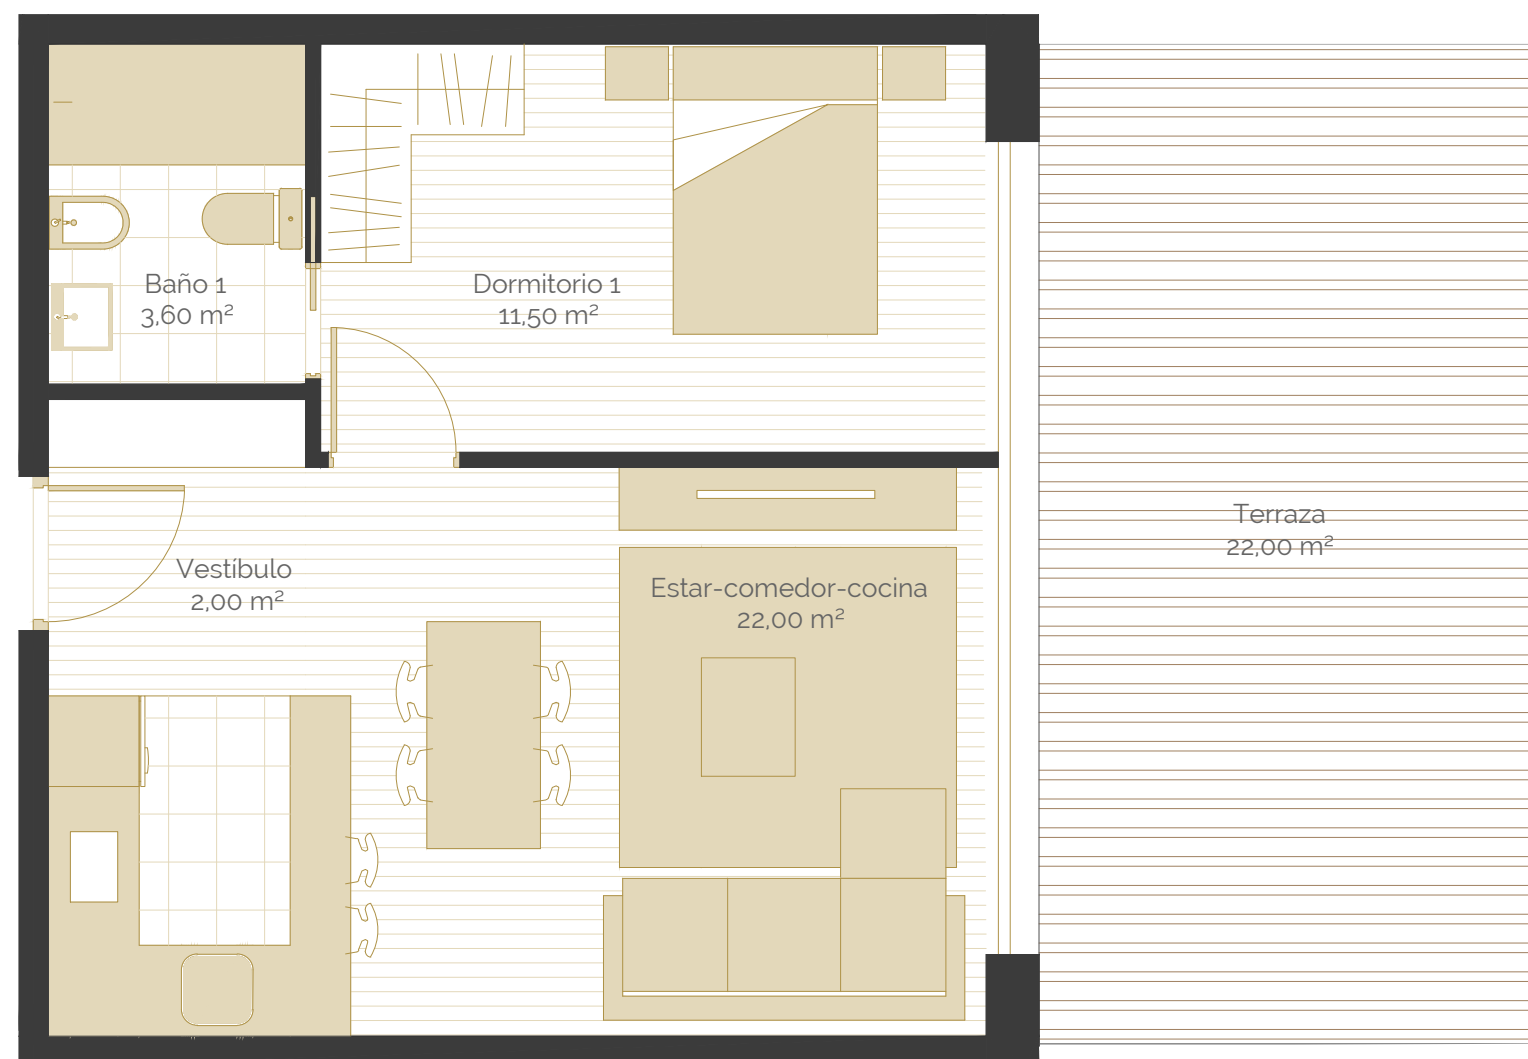 Baño 1
3,60 m²
Dormitorio 1
11,50 m²
Terraza
22,00 m²
Vestíbulo
2,00 m²
Estar-comedor-cocina
22,00 m²